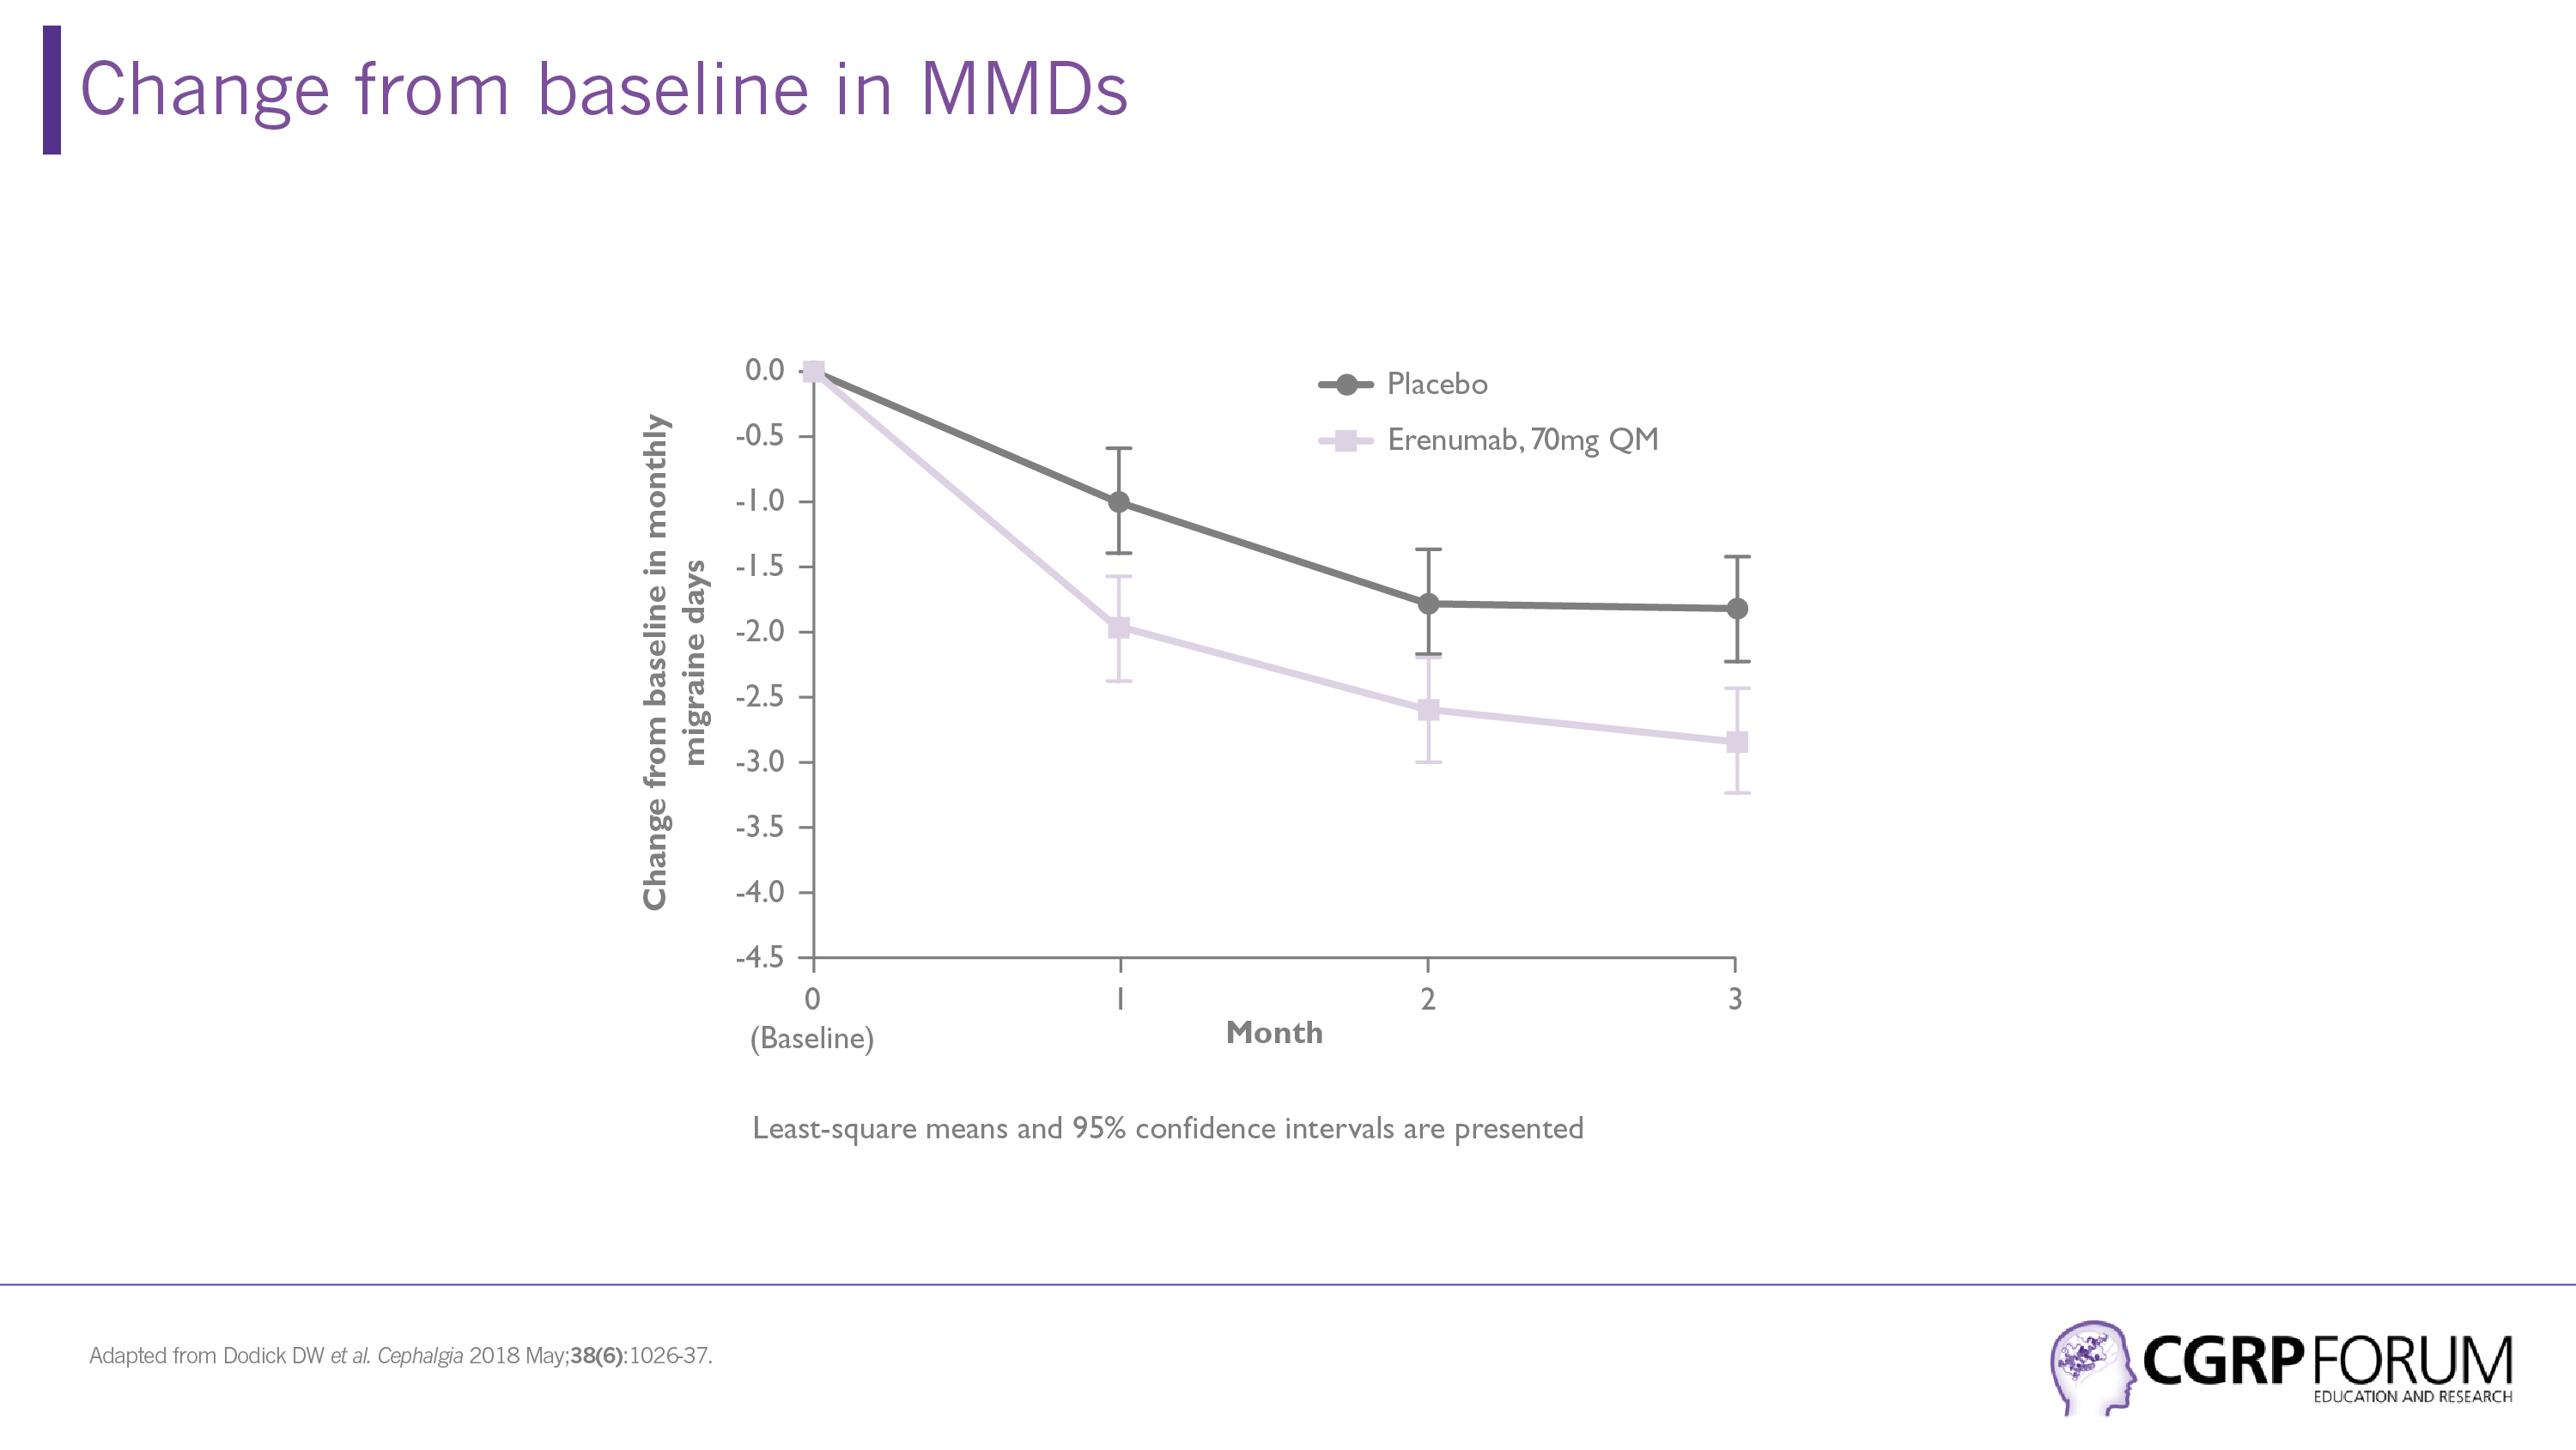 Change from baseline in MMDs
Change from baseline in monthly
migraine days
0.0
-0.5
-1.0
-1.5
-2.0
-2.5
-3.0
-3.5
-4.0
-4.5
Placebo
Erenumab, 70mg QM
0
1
2
3
(Baseline)
Month
Least-square means and 95% confidence intervals are presented
Adapted from Dodick DW et al. Cephalgia 2018 May;38(6):1026-37.
CGRP FORUM
EDUCATION AND RESEARCH